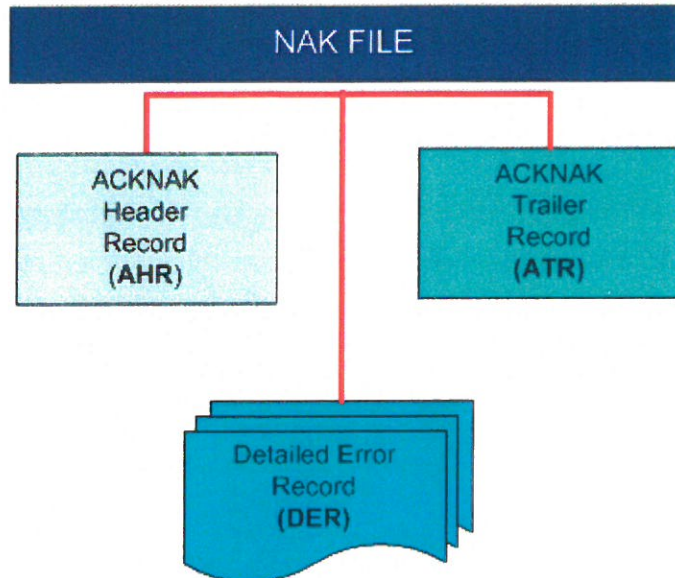 NAK FILE
ACKNAK
Header
Record
(AHR)
ACKNAK
Trailer
Record
(ATR)
Detailed Error
Record
(DER)